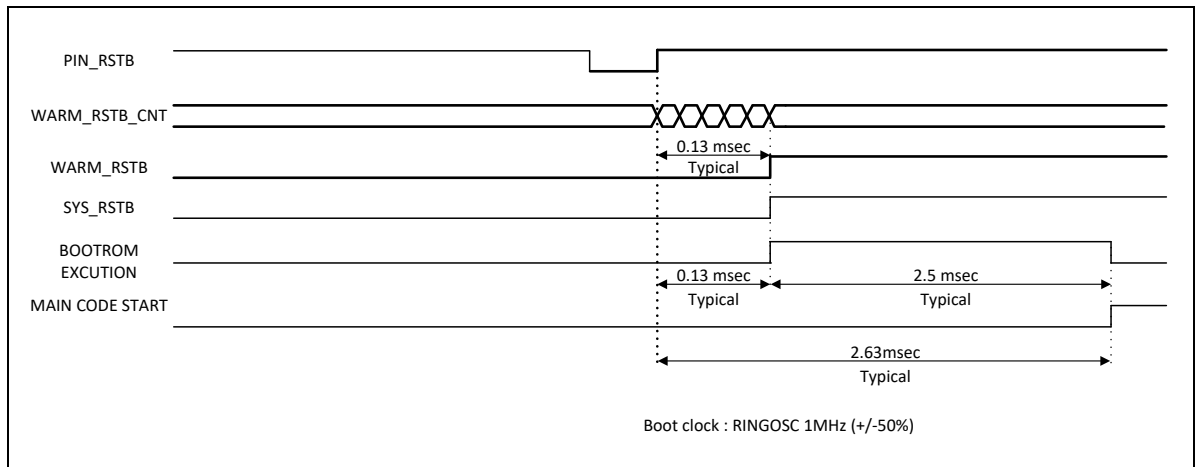 PIN_RSTB
WARM_RSTB_CNT
0.13 msec
WARM_RSTB
Typical
SYS_RSTB
BOOTROM
EXCUTION
0.13 msec
2.5 msec
Typical
Typical
MAIN CODE START
2.63msec
Typical
Boot clock : RINGOSC 1MHz (+/-50%)